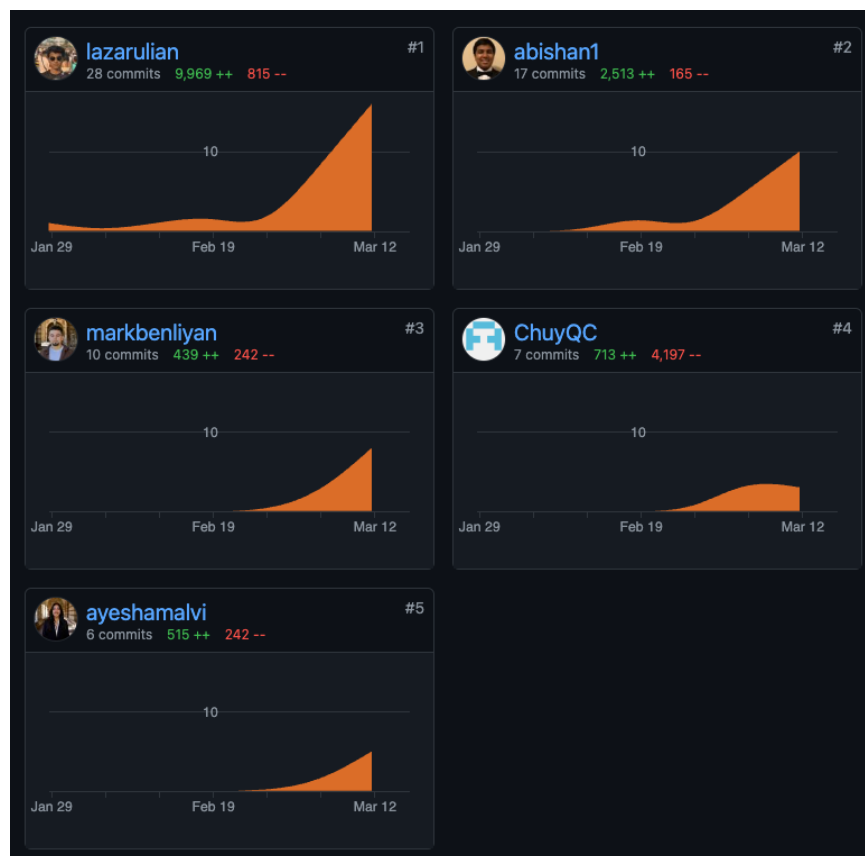 lazarulian #1
28 commits 9,969 ++ 815 --
10
Jan 29 Feb 19 Mar 12
abishan1 #2
17 commits 2,513 ++ 165 --
10
Jan 29 Feb 19 Mar 12
markbenliyan #3
10 commits 439 ++ 242 --
10
Jan 29 Feb 19 Mar 12
ChuyQC #4
7 commits 713 ++ 4,197 --
10
Jan 29 Feb 19 Mar 12
ayeshamalvi #5
6 commits 515 ++ 242 --
10
Jan 29 Feb 19 Mar 12